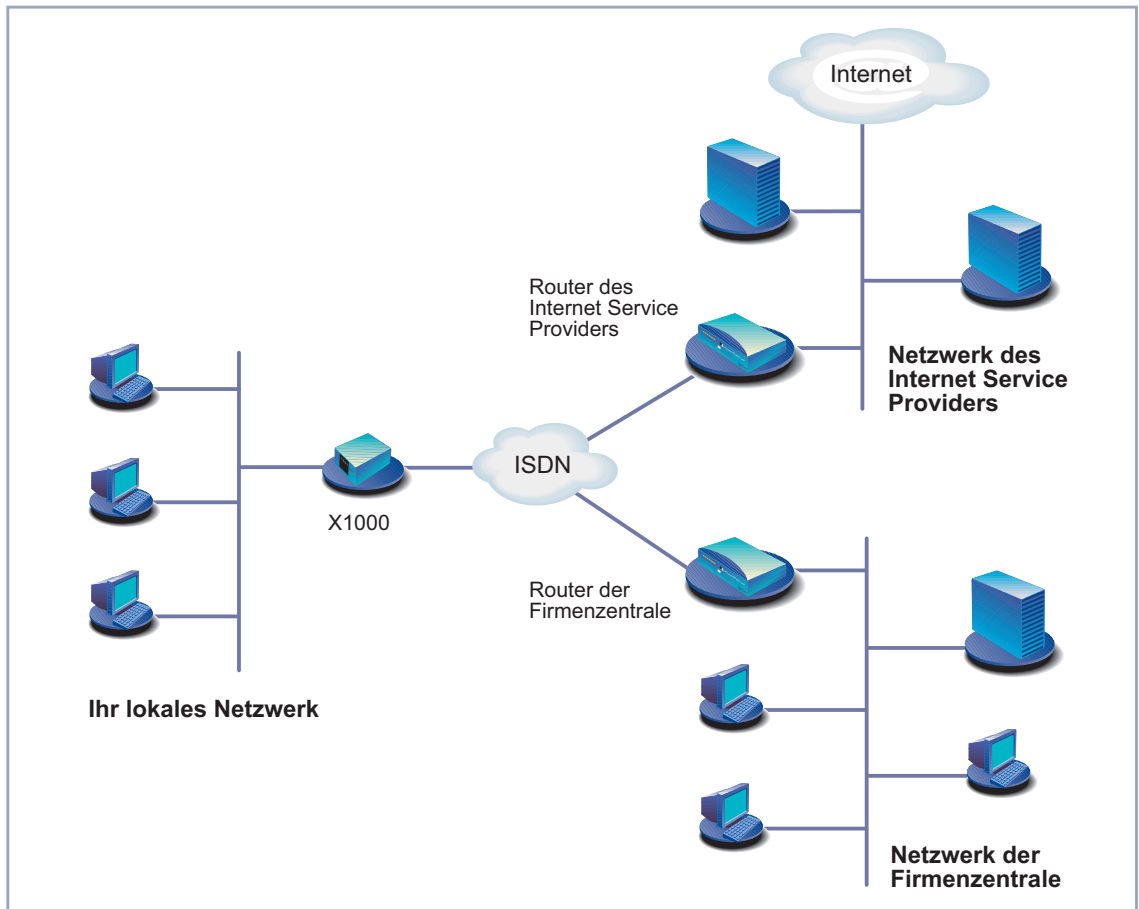 Internet
Router des
Internet Service
Providers
Netzwerk des
Internet Service
Providers
ISDN
X1000
Router der
Firmenzentrale
Ihr lokales Netzwerk
Netzwerk der
Firmenzentrale